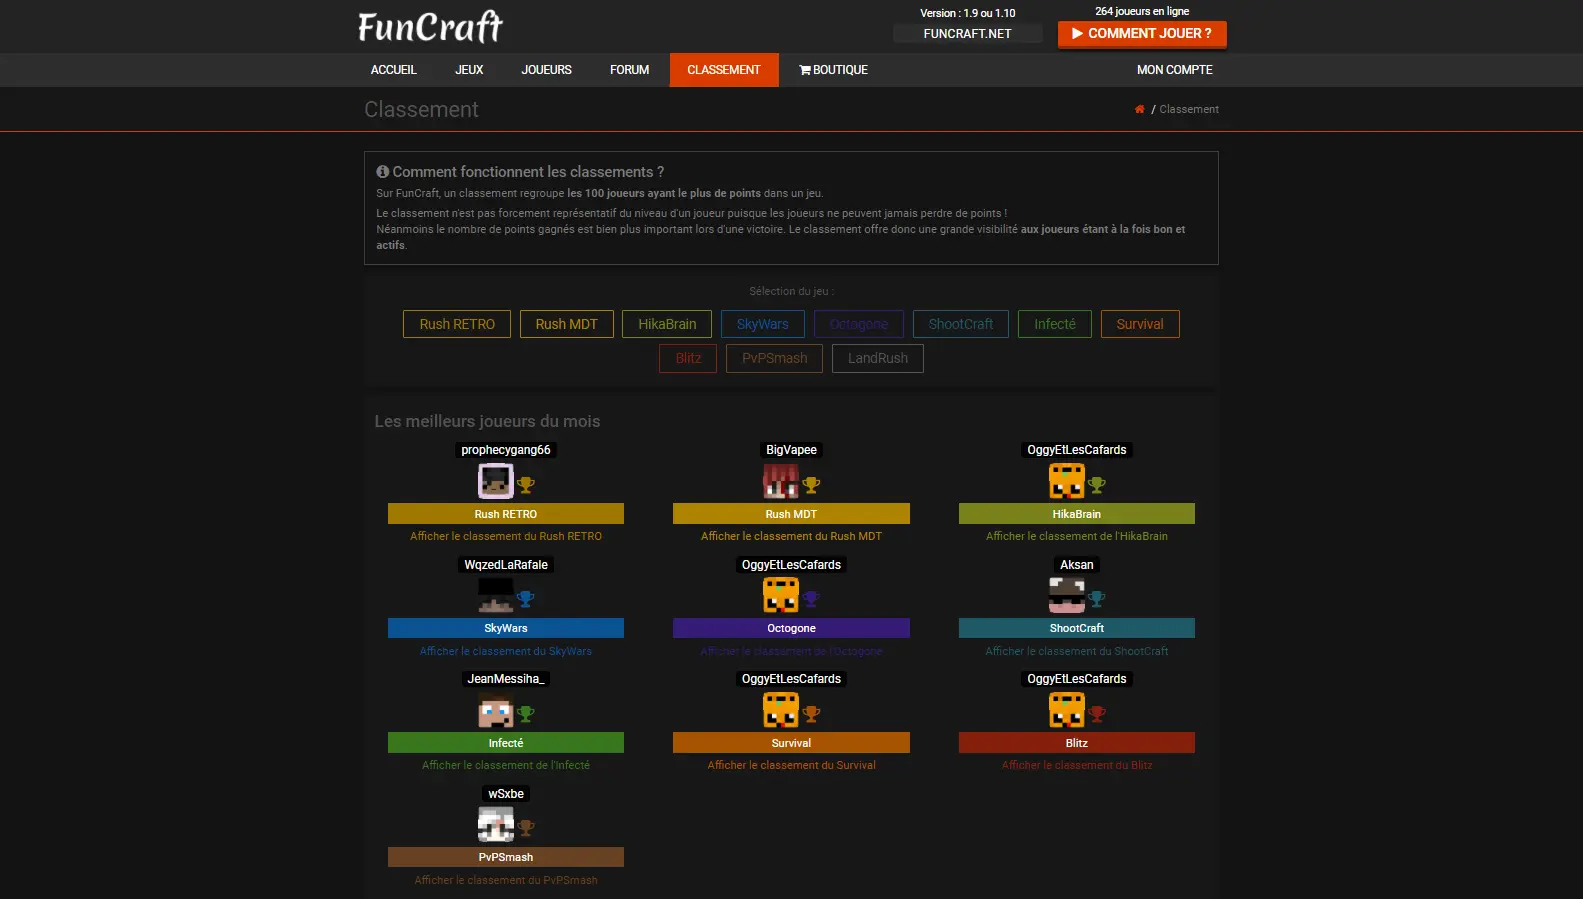 FunCraft
Version : 1.9 ou 1.10
FUNCRAFT.NET
264 joueurs en ligne
COMMENT JOUER ?
ACCUEIL JEUX JOUEURS FORUM CLASSEMENT BOUTIQUE MON COMPTE
Classement
/ Classement
Comment fonctionnent les classements ?
Sur FunCraft, un classement regroupe les 100 joueurs ayant le plus de points dans un jeu.
Le classement n'est pas forcement représentatif du niveau d'un joueur puisque les joueurs ne peuvent jamais perdre de points !
Néanmoins le nombre de points gagnés est bien plus important lors d'une victoire. Le classement offre donc une grande visibilité aux joueurs étant à la fois bon et
actifs.
Sélection du jeu :
Rush RETRO Rush MDT HikaBrain SkyWars Octogone ShootCraft Infecté Survival
Blitz PvPSmash LandRush
Les meilleurs joueurs du mois
prophecygang66 BigVapee OggyEtLesCafards
Rush RETRO Rush MDT HikaBrain
Afficher le classement du Rush RETRO Afficher le classement du Rush MDT Afficher le classement de l'HikaBrain
WqzedLaRafale OggyEtLesCafards Aksan
SkyWars Octogone ShootCraft
Afficher le classement du SkyWars Afficher le classement de l'Octogone Afficher le classement du ShootCraft
JeanMessiha_ OggyEtLesCafards OggyEtLesCafards
Infecté Survival Blitz
Afficher le classement de l'Infecté Afficher le classement du Survival Afficher le classement du Blitz
wSxbe
PvPSmash
Afficher le classement du PvPSmash